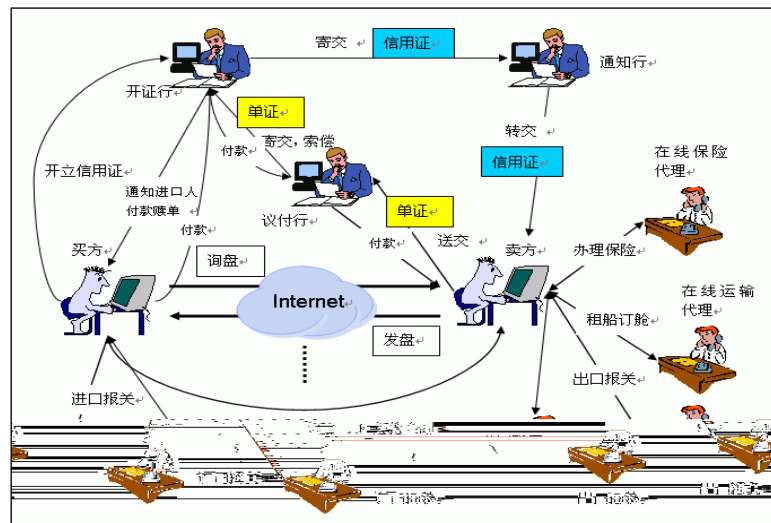 寄交
信用证
通知行
开证行
单证
转交
付款
寄交，索偿
开立信用证
信用证
在线保险
代理
通知进口人
付款赎单
付款
议付行
单证
买方
询盘
付款
送交
卖方
办理保险
Internet
在线运输
代理
发盘
租船订舱
进口报关
出口报关